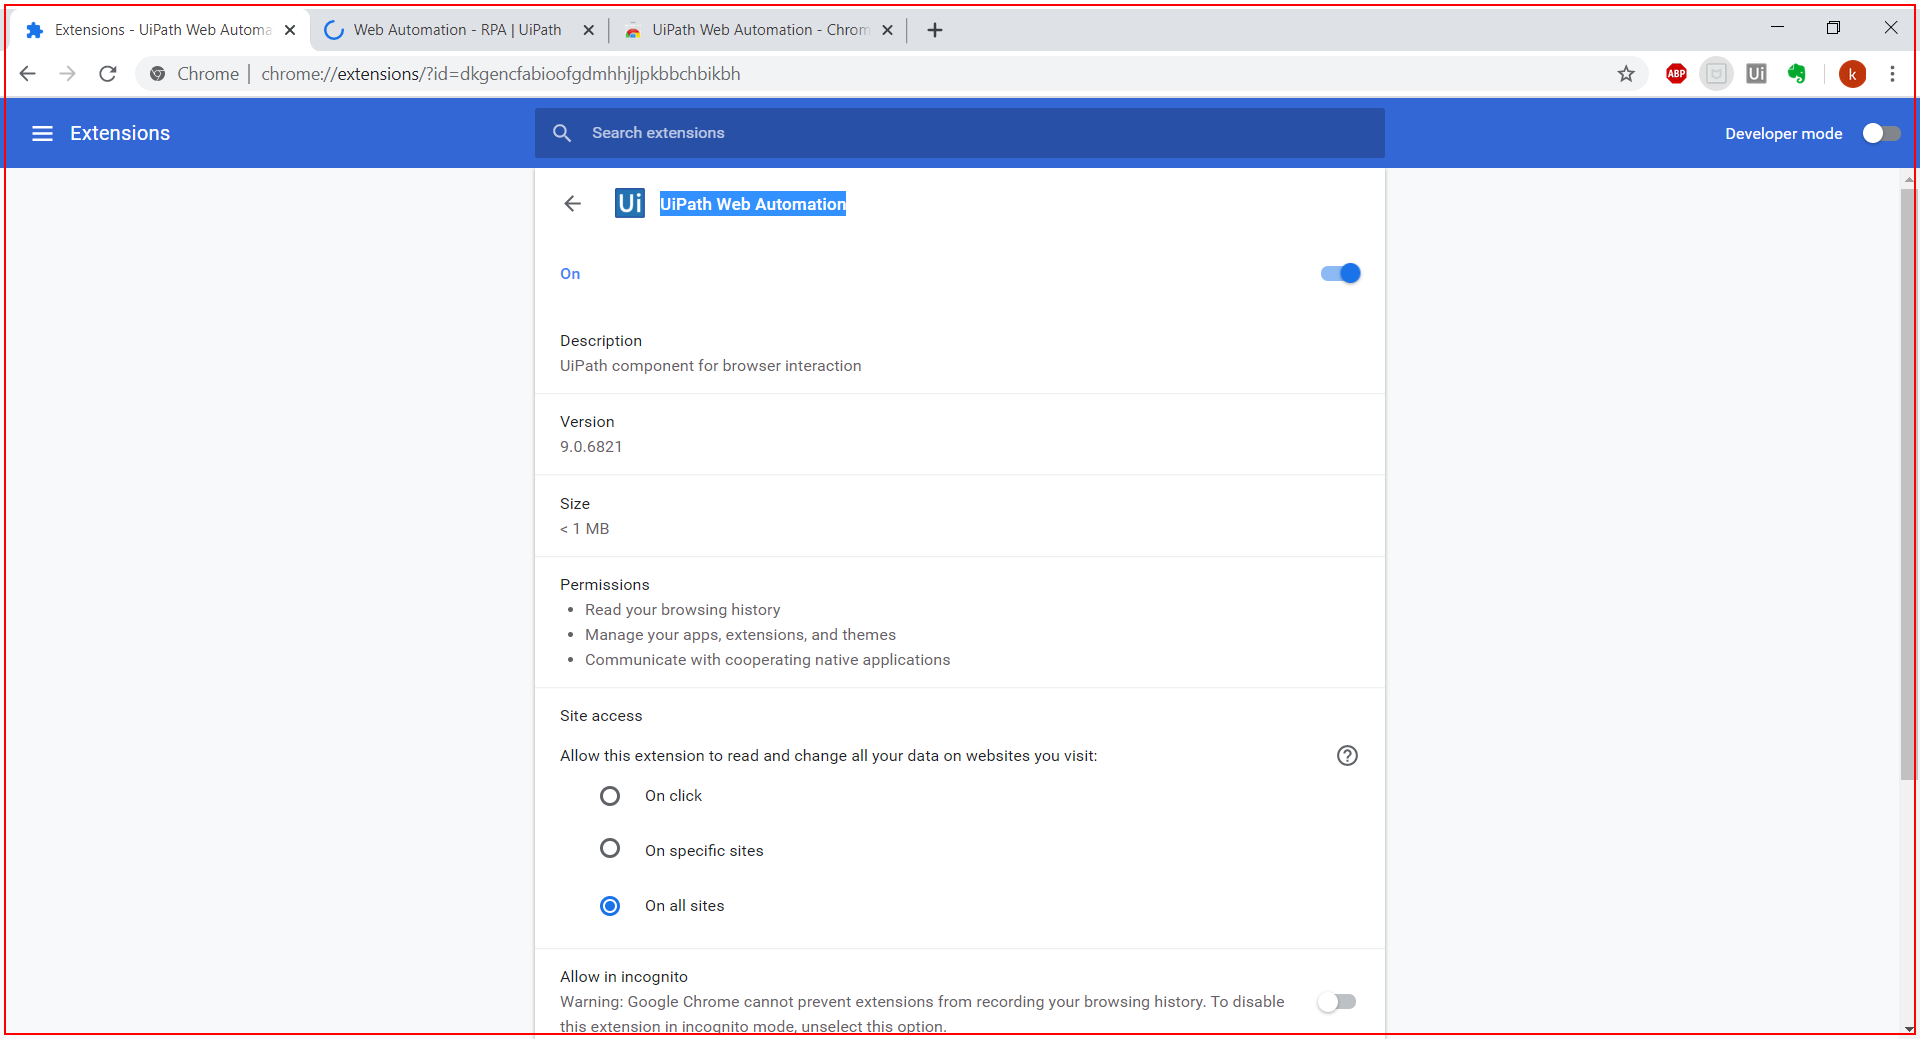 Extensions - UiPath Web Automa
Web Automation - RPA | UiPath
UiPath Web Automation - Chrom
Chrome | chrome://extensions/?id=dkgencfabioofgdmhhjljpkbbchbikbh
ABP
Ui
k
Extensions
Search extensions
Developer mode
Ui UiPath Web Automation
On
Description
UiPath component for browser interaction
Version
9.0.6821
Size
< 1 MB
Permissions
• Read your browsing history
• Manage your apps, extensions, and themes
• Communicate with cooperating native applications
Site access
Allow this extension to read and change all your data on websites you visit:
On click
On specific sites
On all sites
Allow in incognito
Warning: Google Chrome cannot prevent extensions from recording your browsing history. To disable
this extension in incognito mode, unselect this option.